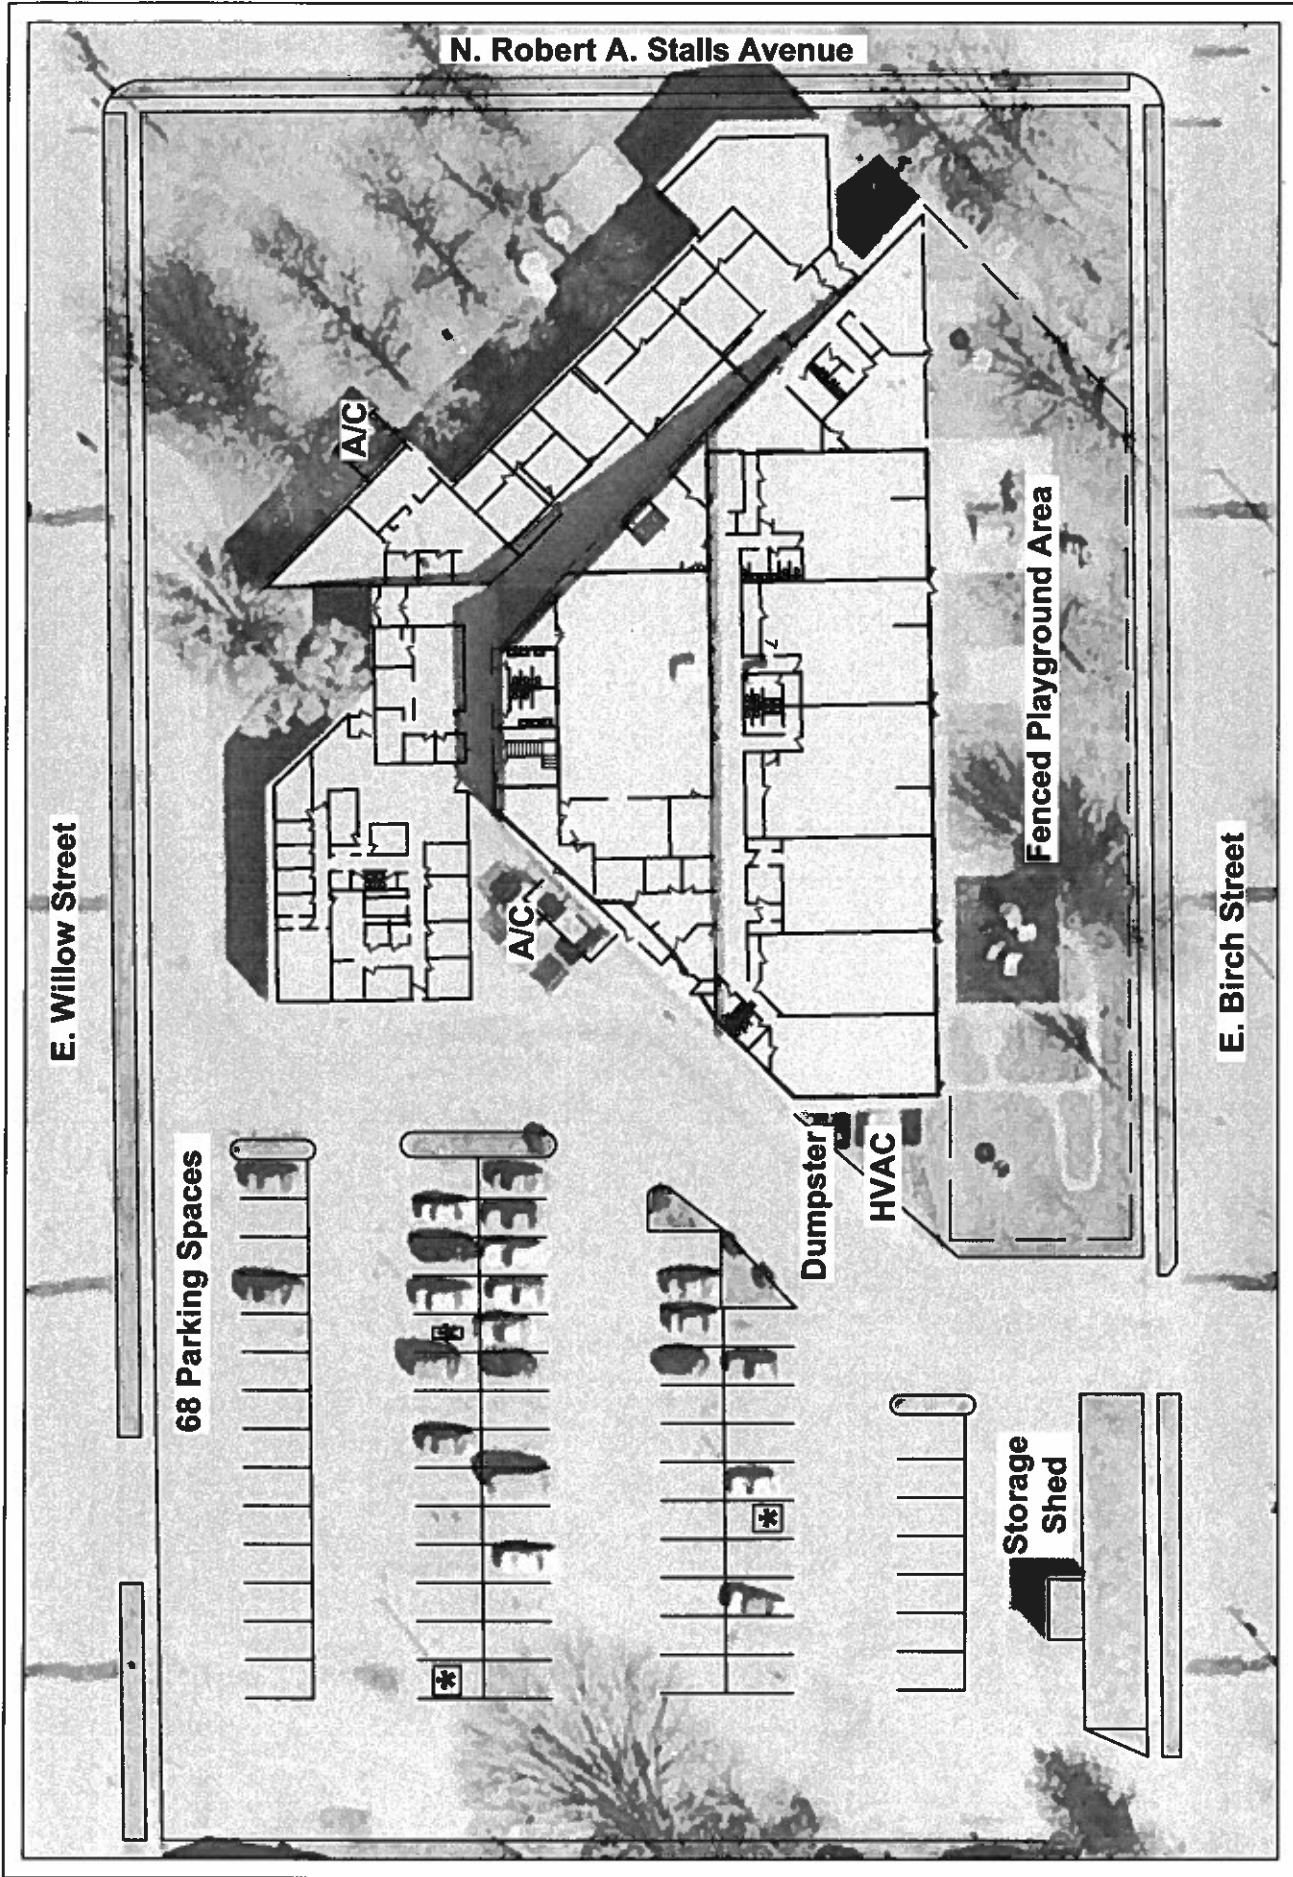 N. Robert A. Stalls Avenue
A/C
E. Willow Street
A/C
Fenced Playground Area
E. Birch Street
68 Parking Spaces
Dumpster
HVAC
Storage
Shed
*
*
*